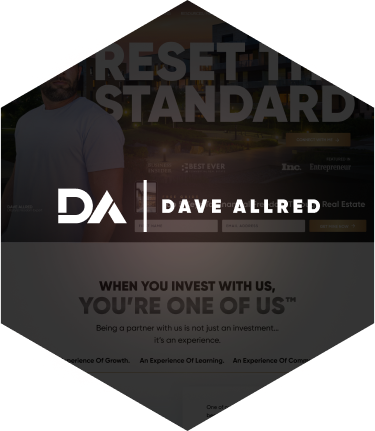 RESET THE
STANDARD
BEST EVER
Inc.
Entrepreneur
DA
DAVE ALLRED
Real Estate
WHEN YOU INVEST WITH US,
YOU'RE ONE OF US™
Being a partner with us is not just an investment...
it's an experience.
Experience Of Growth. An Experience Of Learning. An Experience Of